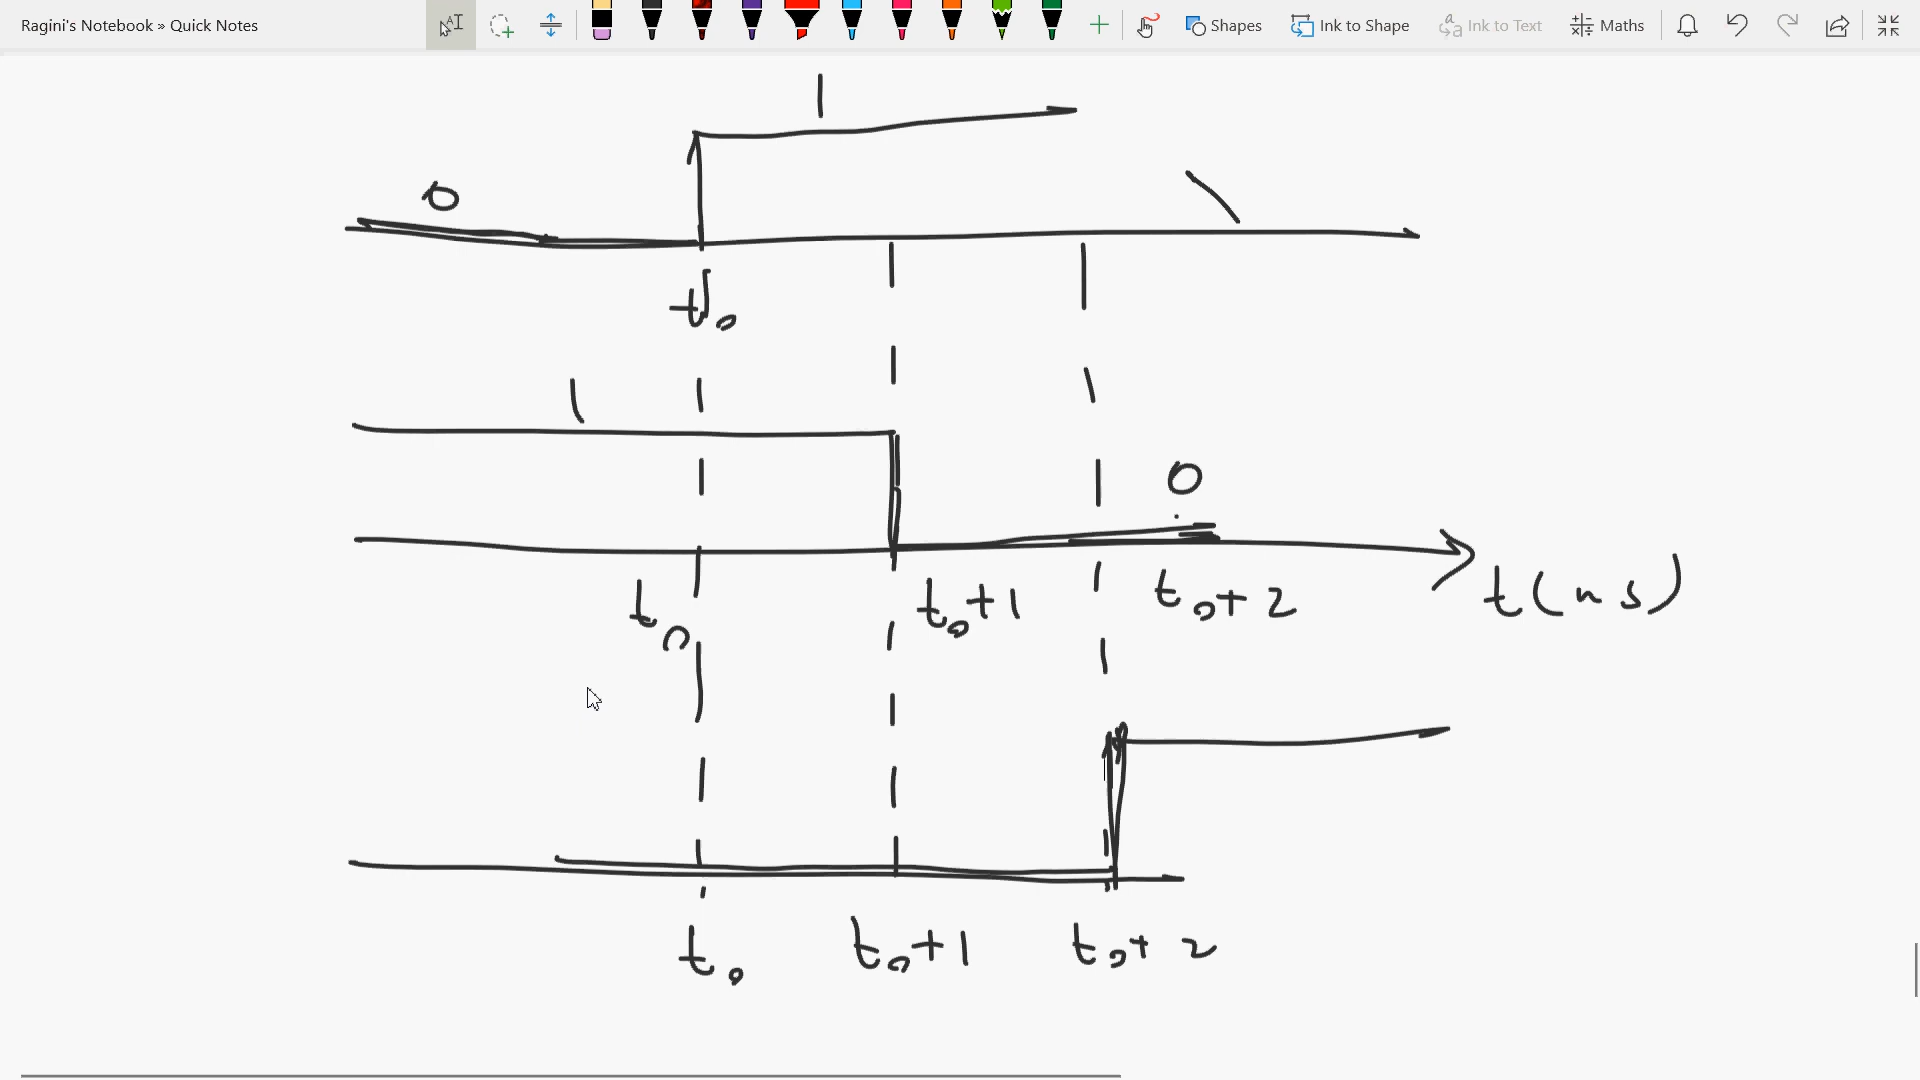 Ragini's Notebook » Quick Notes
Shapes
Ink to Shape
Ink to Text
Maths
1
0
t₀
1
0
t₀
t₀+1
t₀+2
t(ns)
t₀
t₀+1
t₀+2